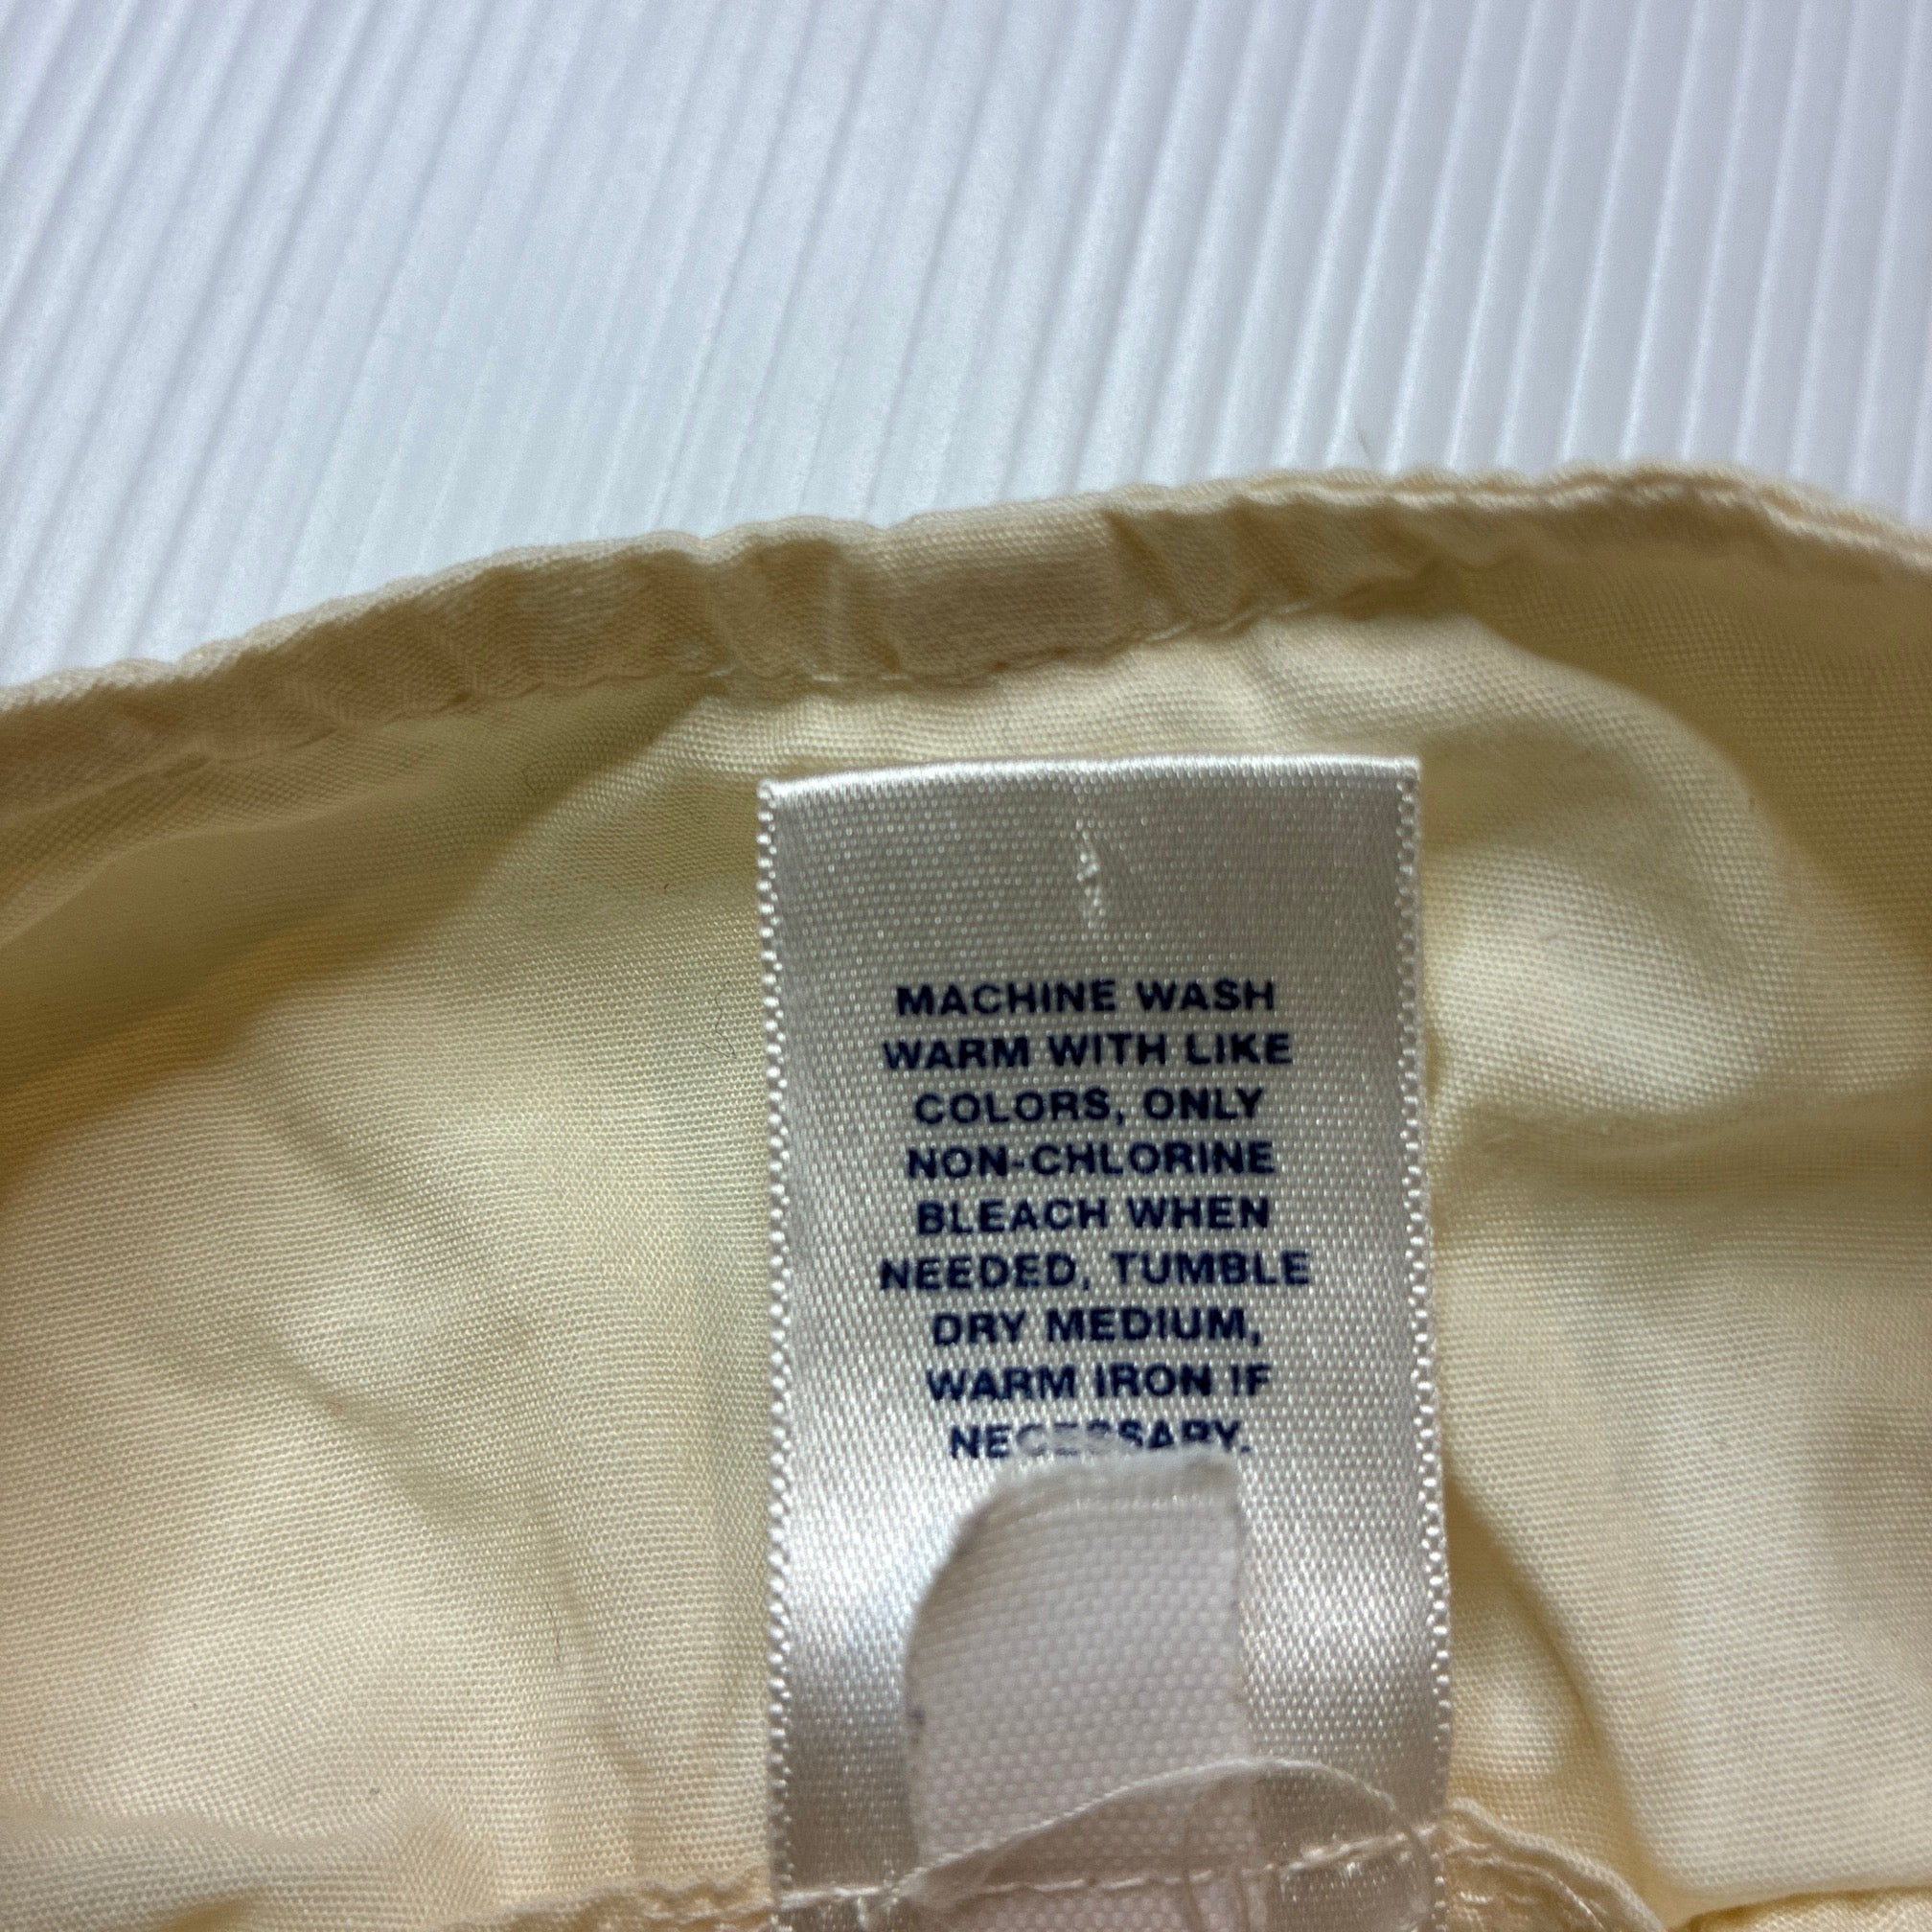 MACHINE WASH
WARM WITH LIKE
COLORS, ONLY
NON-CHLORINE
BLEACH WHEN
NEEDED, TUMBLE
DRY MEDIUM,
WARM IRON IF
NECESSARY.